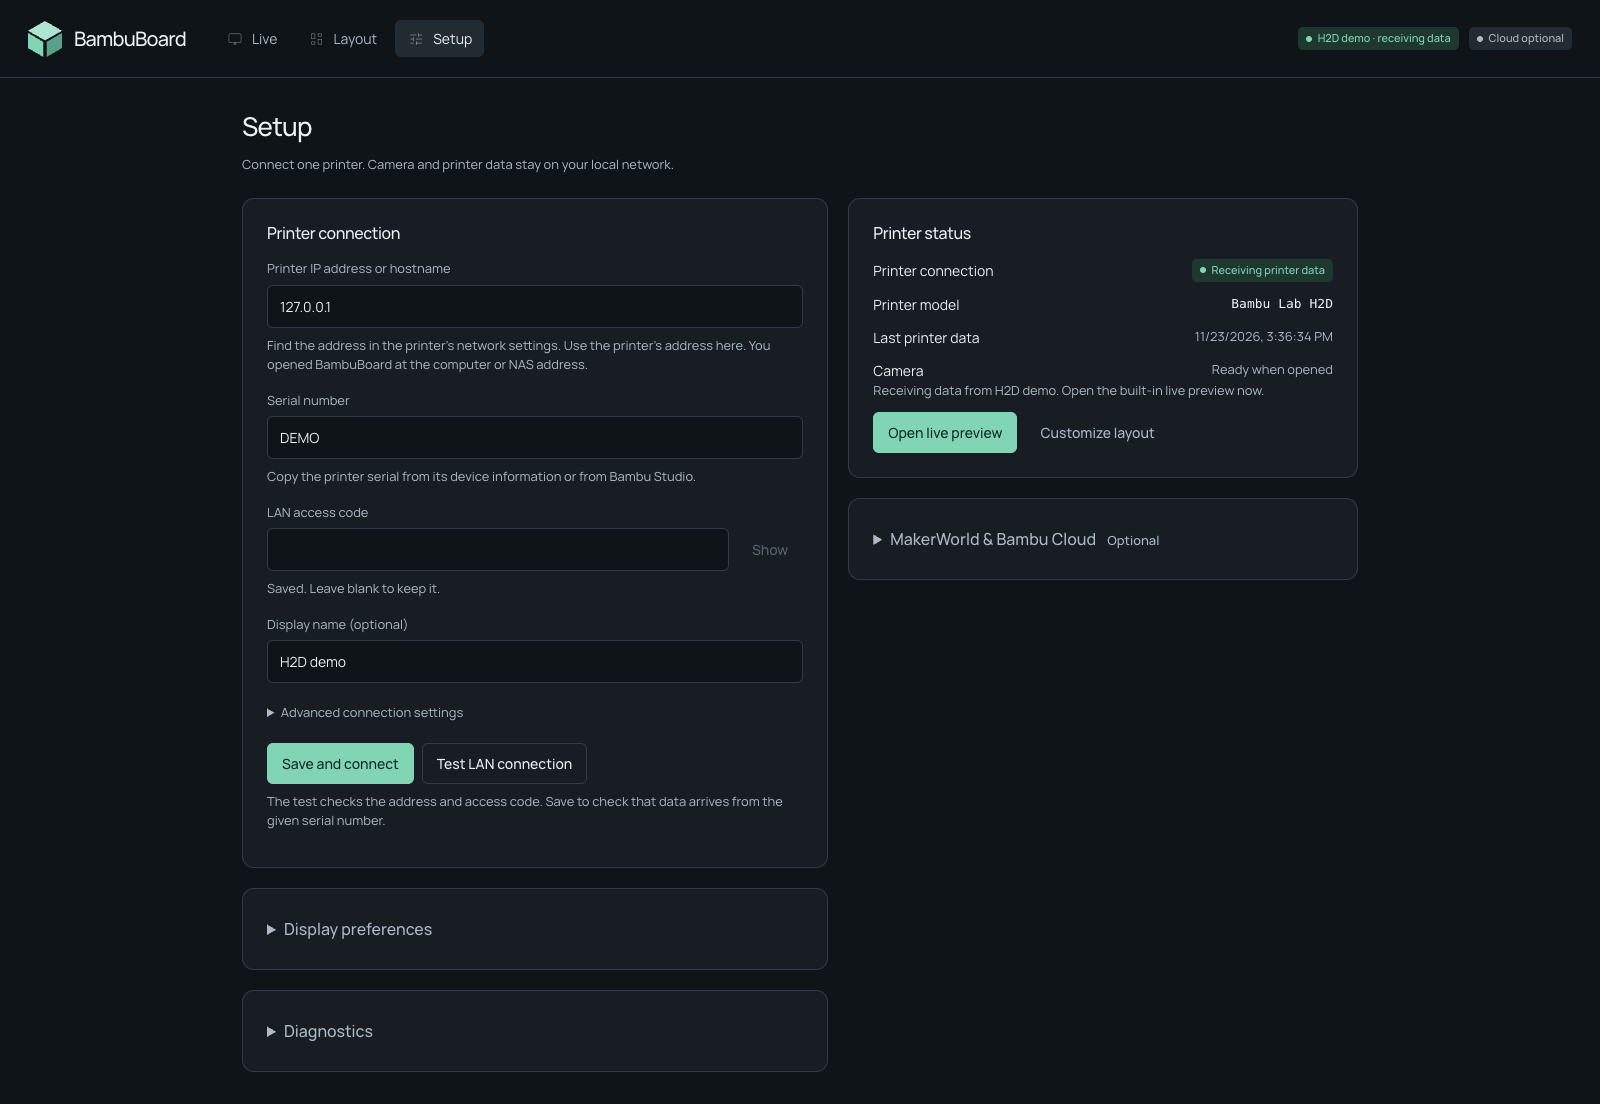 BambuBoard
Live
Layout
Setup
H2D demo · receiving data
Cloud optional
Setup
Connect one printer. Camera and printer data stay on your local network.
Printer connection
Printer IP address or hostname
127.0.0.1
Find the address in the printer's network settings. Use the printer's address here. You
opened BambuBoard at the computer or NAS address.
Serial number
DEMO
Copy the printer serial from its device information or from Bambu Studio.
LAN access code
Show
Saved. Leave blank to keep it.
Display name (optional)
H2D demo
Advanced connection settings
Save and connect
Test LAN connection
The test checks the address and access code. Save to check that data arrives from the
given serial number.
Display preferences
Diagnostics
Printer status
Printer connection
Receiving printer data
Printer model
Bambu Lab H2D
Last printer data
11/23/2026, 3:36:34 PM
Camera
Ready when opened
Receiving data from H2D demo. Open the built-in live preview now.
Open live preview
Customize layout
MakerWorld & Bambu Cloud Optional